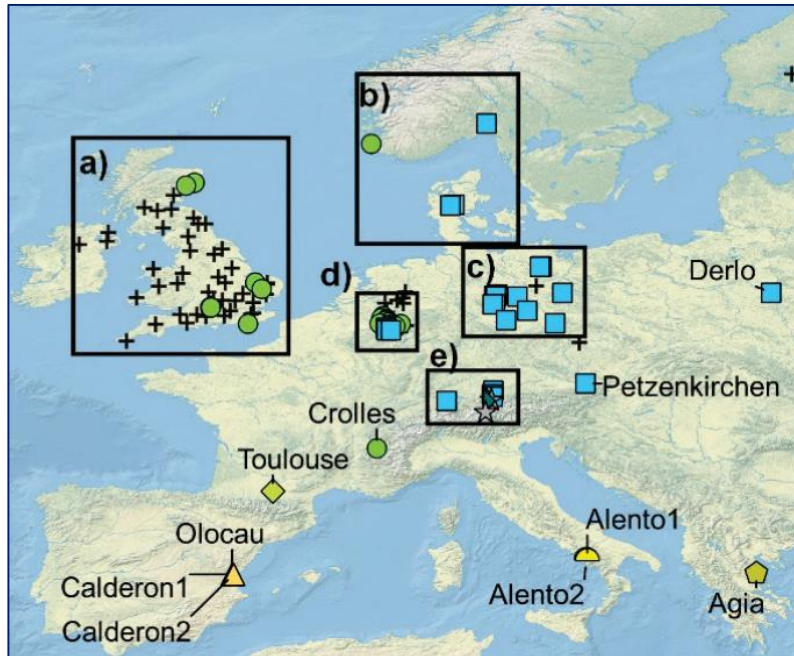 b)
a)
c)
Derlo
d)
e)
Petzenkirchen
Crolles
Toulouse
Olocau
Alento1
Calderon1
Alento2
Agia
Calderon2